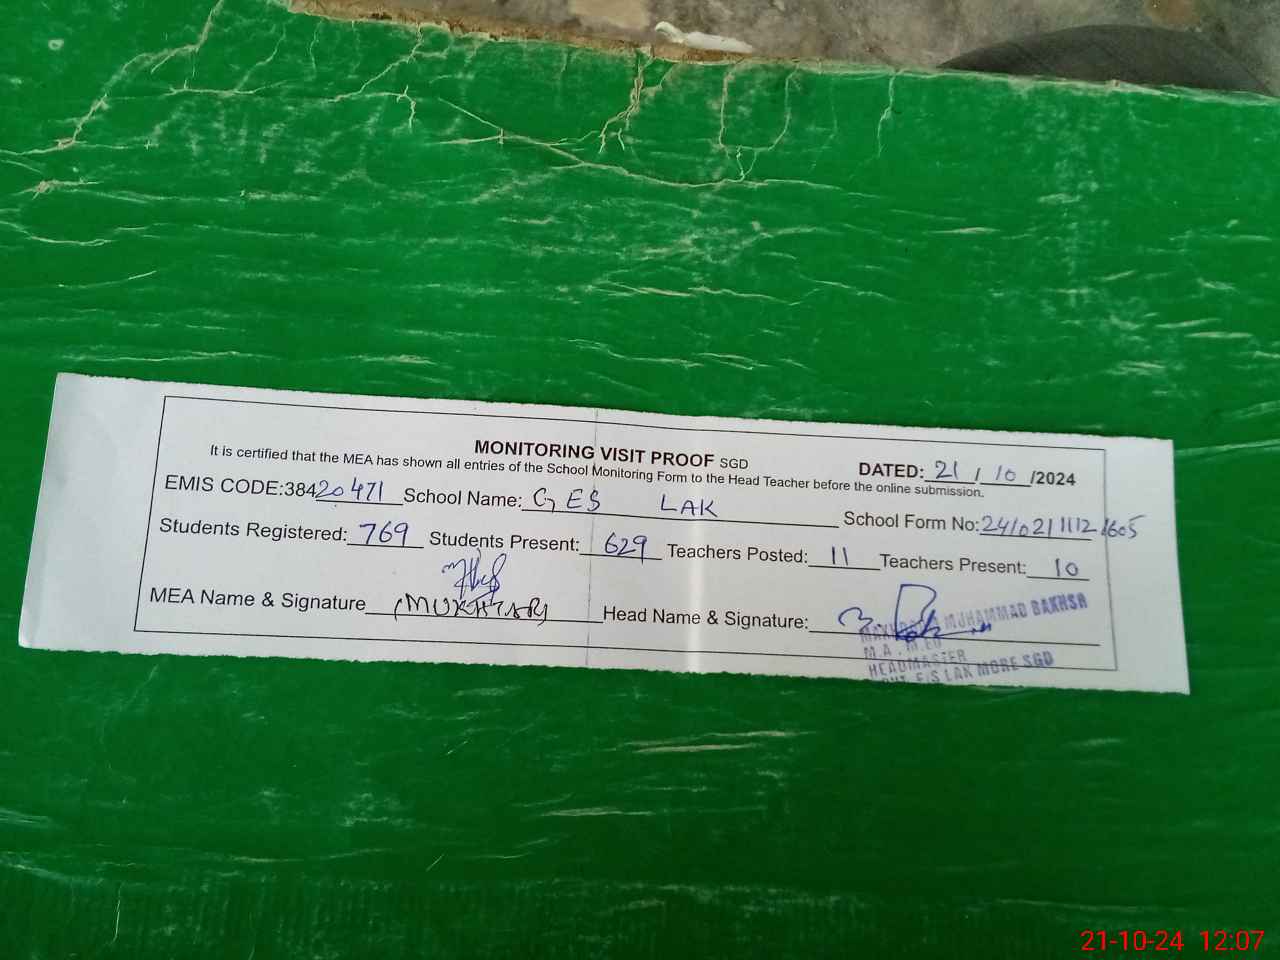 MONITORING VISIT PROOF SGD DATED: 21 / 10 /2024
It is certified that the MEA has shown all entries of the School Monitoring Form to the Head Teacher before the online submission.
EMIS CODE:38420471 School Name: GES LAK School Form No: 241021111121605
Students Registered: 769 Students Present: 629 Teachers Posted: 11 Teachers Present: 10
MEA Name & Signature (MUKHTAR) Head Name & Signature:
MUHAMMAD BAKHSH
M.A. M.ED
HEADMASTER
E/S LAK MORE SGD
21-10-24 12:07